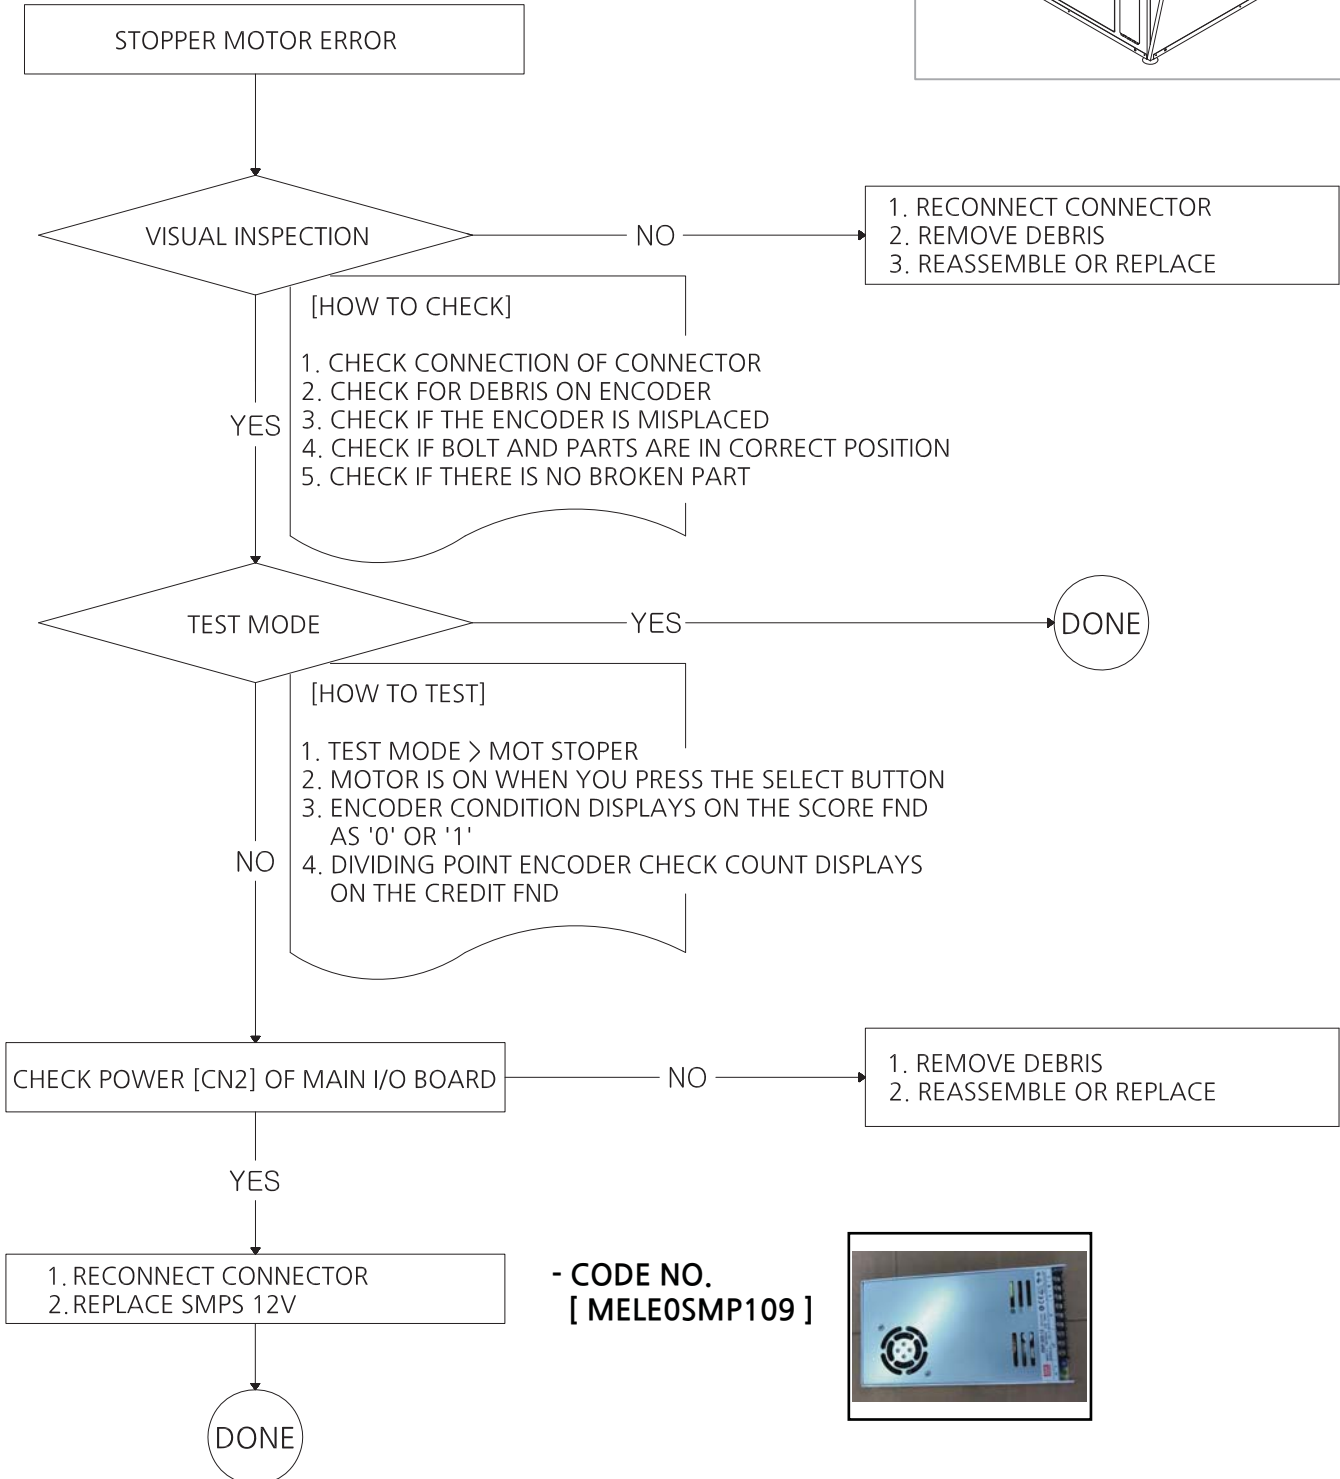 STOPPER MOTOR ERROR
VISUAL INSPECTION
NO
1. RECONNECT CONNECTOR
2. REMOVE DEBRIS
3. REASSEMBLE OR REPLACE
[HOW TO CHECK]
1. CHECK CONNECTION OF CONNECTOR
2. CHECK FOR DEBRIS ON ENCODER
3. CHECK IF THE ENCODER IS MISPLACED
4. CHECK IF BOLT AND PARTS ARE IN CORRECT POSITION
5. CHECK IF THERE IS NO BROKEN PART
YES
TEST MODE
YES
DONE
[HOW TO TEST]
1. TEST MODE > MOT STOPER
2. MOTOR IS ON WHEN YOU PRESS THE SELECT BUTTON
3. ENCODER CONDITION DISPLAYS ON THE SCORE FND
AS '0' OR '1'
4. DIVIDING POINT ENCODER CHECK COUNT DISPLAYS
ON THE CREDIT FND
NO
CHECK POWER [CN2] OF MAIN I/O BOARD
NO
1. REMOVE DEBRIS
2. REASSEMBLE OR REPLACE
YES
1. RECONNECT CONNECTOR
2. REPLACE SMPS 12V
- CODE NO.
[ MELE0SMP109 ]
DONE